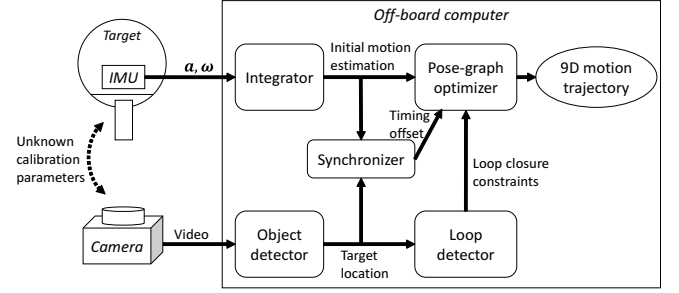 Off-board computer
Target
IMU
a, ω
Integrator
Initial motion
estimation
Pose-graph
optimizer
9D motion
trajectory
Timing
offset
Unknown
calibration
parameters
Synchronizer
Loop closure
constraints
Camera
Video
Object
detector
Target
location
Loop
detector